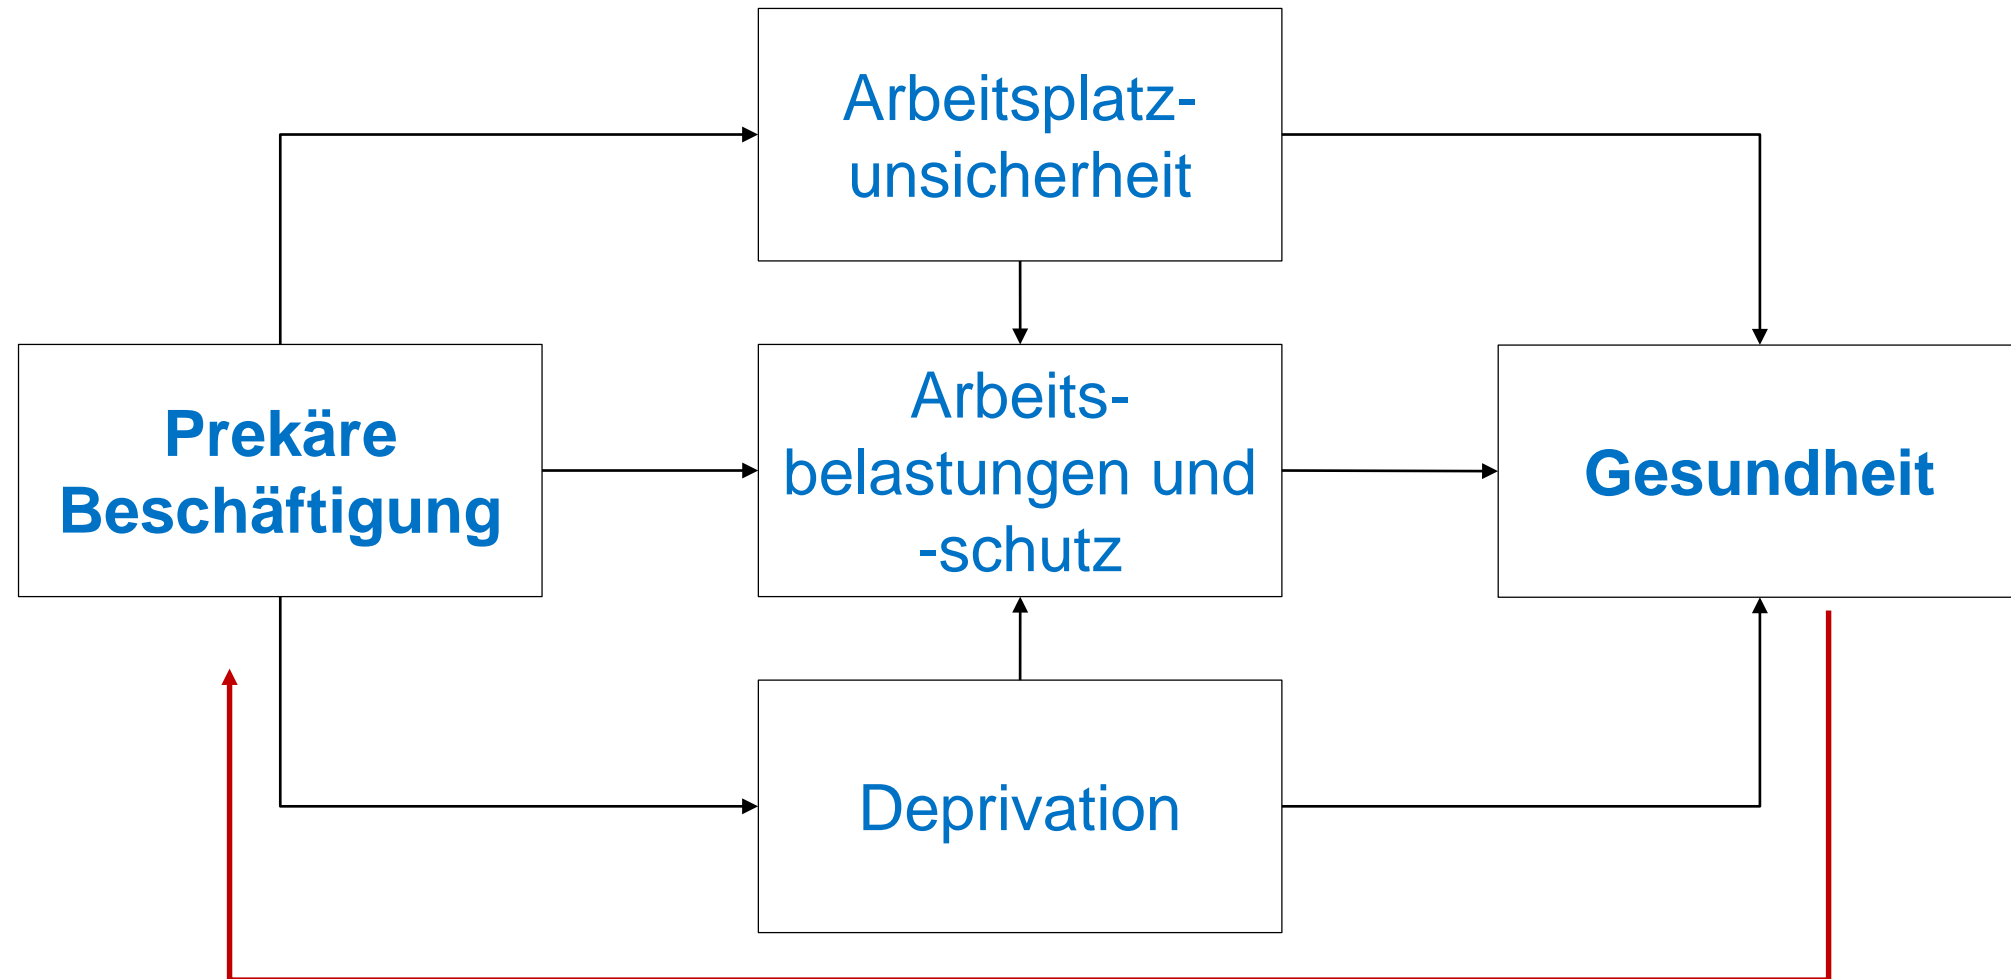 Arbeitsplatz-
unsicherheit
Prekäre
Beschäftigung
Arbeits-
belastungen und
-schutz
Gesundheit
Deprivation